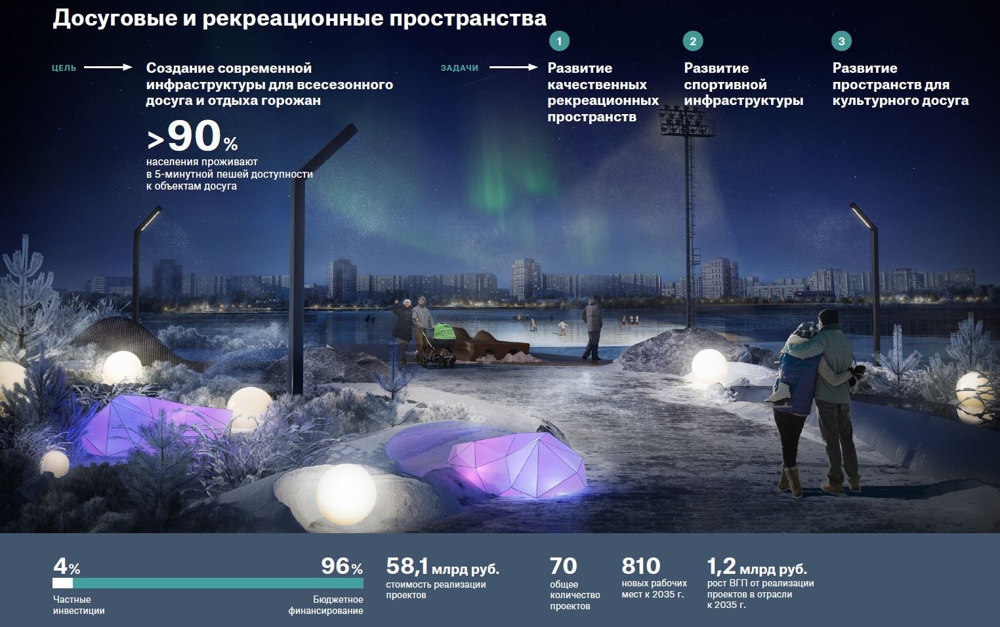 Досуговые и рекреационные пространства
ЦЕЛЬ
Создание современной
инфраструктуры для всесезонного
досуга и отдыха горожан
>90%
населения проживают
в 5-минутной пешей доступности
к объектам досуга
ЗАДАЧИ
1
Развитие
качественных
рекреационных
пространств
2
Развитие
спортивной
инфраструктуры
3
Развитие
пространств для
культурного досуга
4%
Частные
инвестиции
96%
Бюджетное
финансирование
58,1 млрд руб.
стоимость реализации
проектов
70
общее
количество
проектов
810
новых рабочих
мест к 2035 г.
1,2 млрд руб.
рост ВГП от реализации
проектов в отрасли
к 2035 г.